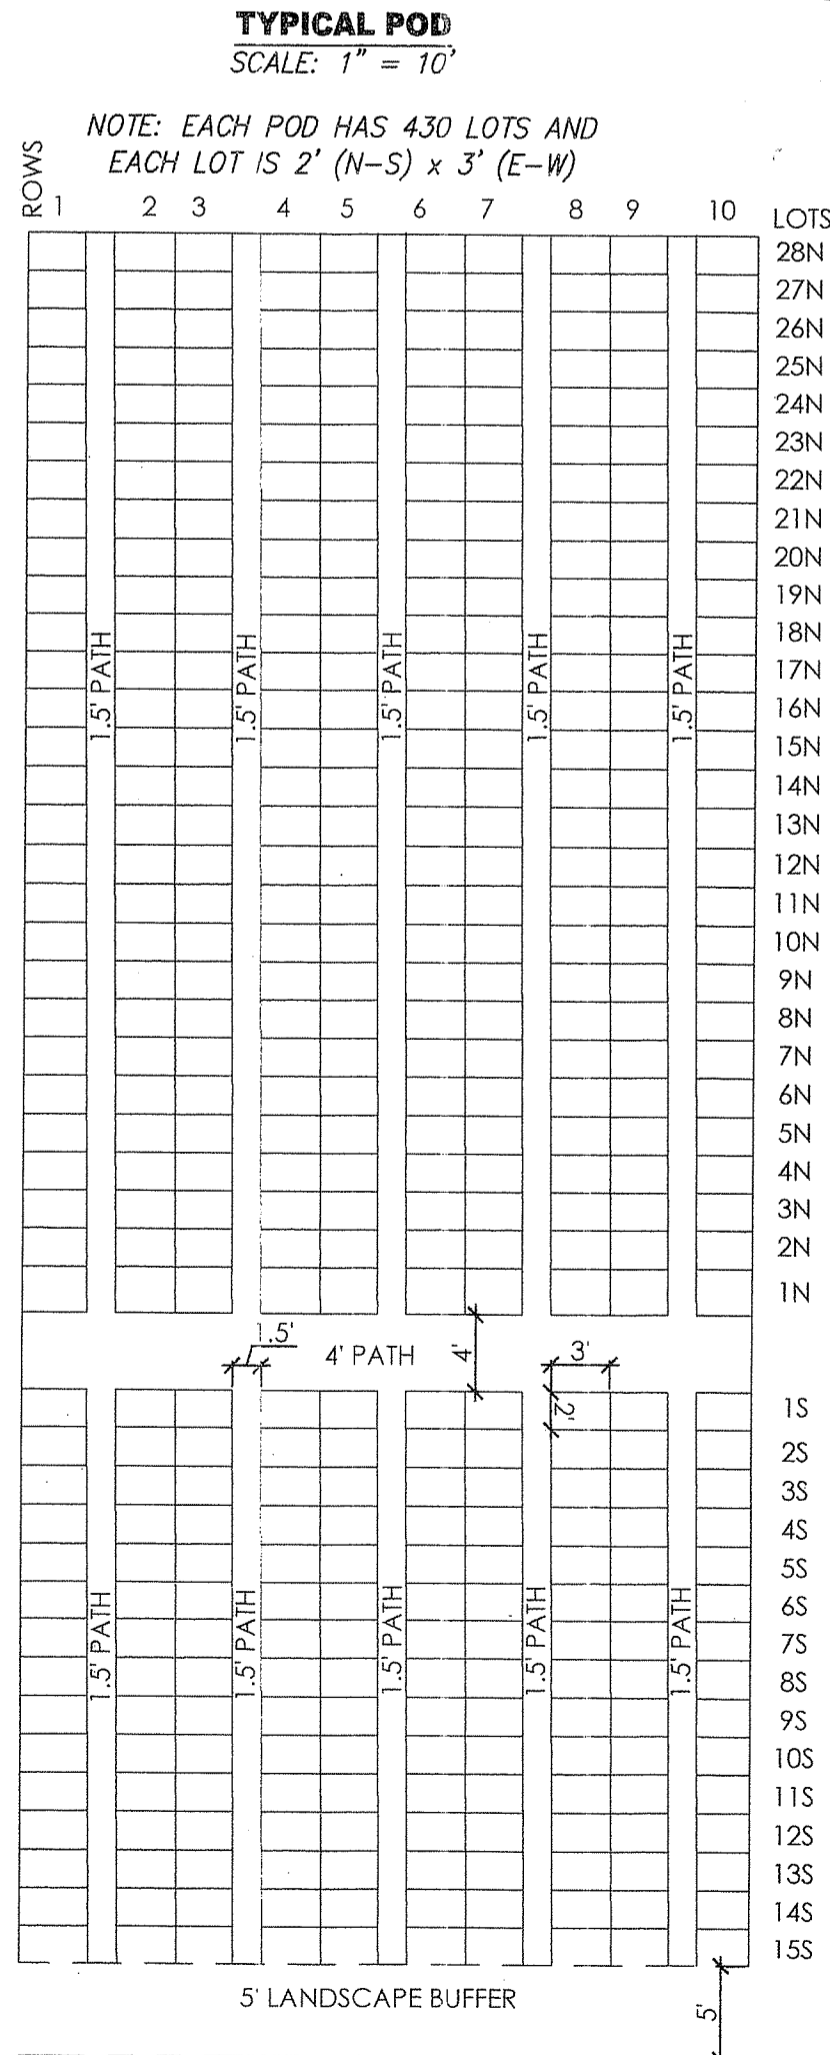 TYPICAL POD
SCALE: 1" = 10'
NOTE: EACH POD HAS 430 LOTS AND
EACH LOT IS 2' (N-S) x 3' (E-W)
ROWS
1 2 3 4 5 6 7 8 9 10 LOTS
28N
27N
26N
25N
24N
23N
22N
21N
20N
19N
18N
1.5' PATH 1.5' PATH 1.5' PATH 1.5' PATH 1.5' PATH
17N
16N
15N
14N
13N
12N
11N
10N
9N
8N
7N
6N
5N
4N
3N
2N
1N
1.5' 4' PATH 4' 3'
2'
1S
2S
3S
4S
5S
6S
1.5' PATH 1.5' PATH 1.5' PATH 1.5' PATH 1.5' PATH
7S
8S
9S
10S
11S
12S
13S
14S
15S
5' LANDSCAPE BUFFER 5'